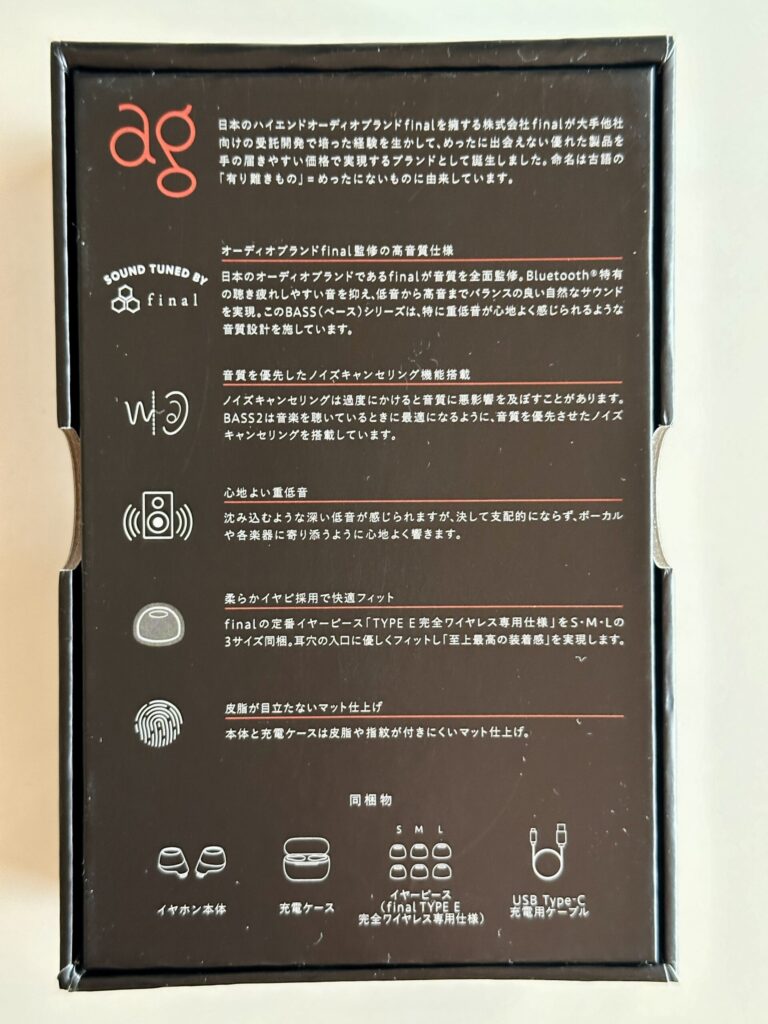 ag
日本のハイエンドオーディオブランドfinalを擁する株式会社finalが大手他社
向けの受託開発で培った経験を生かして、めったに出会えない優れた製品を
手の届きやすい価格で実現するブランドとして誕生しました。命名は古語の
「有り難きもの」=めったにないものに由来しています。
オーディオブランドfinal監修の高音質仕様
SOUND TUNED BY
final
日本のオーディオブランドであるfinalが音質を全面監修。Bluetooth®特有
の聴き疲れしやすい音を抑え、低音から高音までバランスの良い自然なサウンド
を実現。このBASS(ベース)シリーズは、特に重低音が心地よく感じられるような
音質設計を施しています。
音質を優先したノイズキャンセリング機能搭載
ノイズキャンセリングは過度にかけると音質に悪影響を及ぼすことがあります。
BASS2は音楽を聴いているときに最適になるように、音質を優先させたノイズ
キャンセリングを搭載しています。
心地よい重低音
沈み込むような深い低音が感じられますが、決して支配的にならず、ボーカル
や各楽器に寄り添うように心地よく響きます。
柔らかイヤピ採用で快適フィット
finalの定番イヤーピース「TYPE E完全ワイヤレス専用仕様」をS・M・Lの
3サイズ同梱。耳穴の入口に優しくフィットし「至上最高の装着感」を実現します。
皮脂が目立たないマット仕上げ
本体と充電ケースは皮脂や指紋が付きにくいマット仕上げ。
同梱物
S M L
イヤホン本体
充電ケース
イヤーピース
(final TYPE E
完全ワイヤレス専用仕様)
USB Type-C
充電用ケーブル